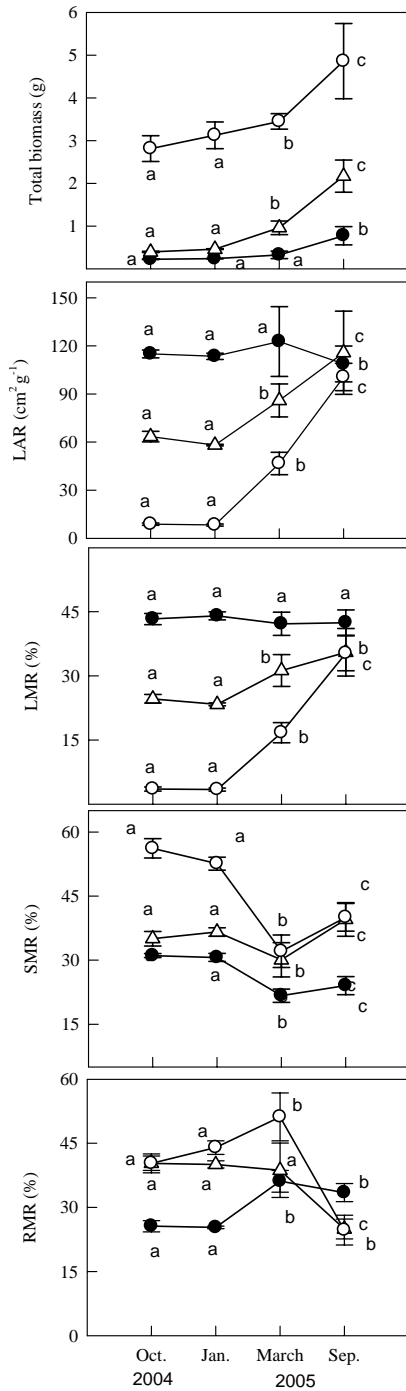 6
5
4
3
2
1
Total biomass (g)
a a b c
a a b c
a a a b
150
120
90
60
30
0
LAR (cm² g⁻¹)
a a a c
b
a a b c
a a b
45
30
15
LMR (%)
a a a a
a a b b
c
a a b
60
45
30
15
SMR (%)
a a
c
a a b c
b
a c
b c
60
45
30
15
0
RMR (%)
a b
a a
a a
b c
b
a a
Oct. Jan. March Sep.
2004 2005